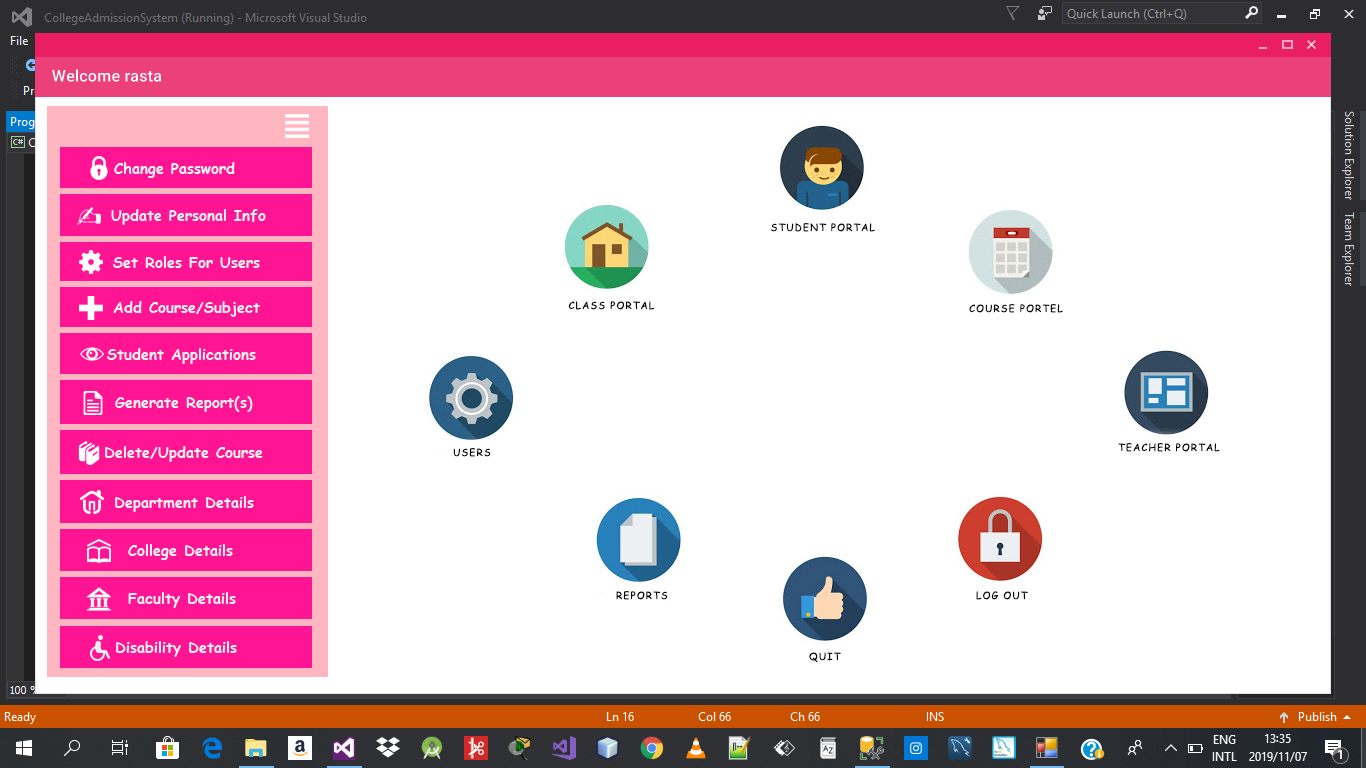 CollegeAdmissionSystem (Running) - Microsoft Visual Studio
Quick Launch (Ctrl+Q)
File
Welcome rasta
Pr
Prog
C#
Change Password
Update Personal Info
Set Roles For Users
Add Course/Subject
Student Applications
Generate Report(s)
Delete/Update Course
Department Details
College Details
Faculty Details
Disability Details
STUDENT PORTAL
CLASS PORTAL
COURSE PORTEL
USERS
TEACHER PORTAL
REPORTS
LOG OUT
QUIT
Solution Explorer
Team Explorer
100 %
Ready
Ln 16
Col 66
Ch 66
INS
Publish
ENG
INTL
13:35
2019/11/07
1